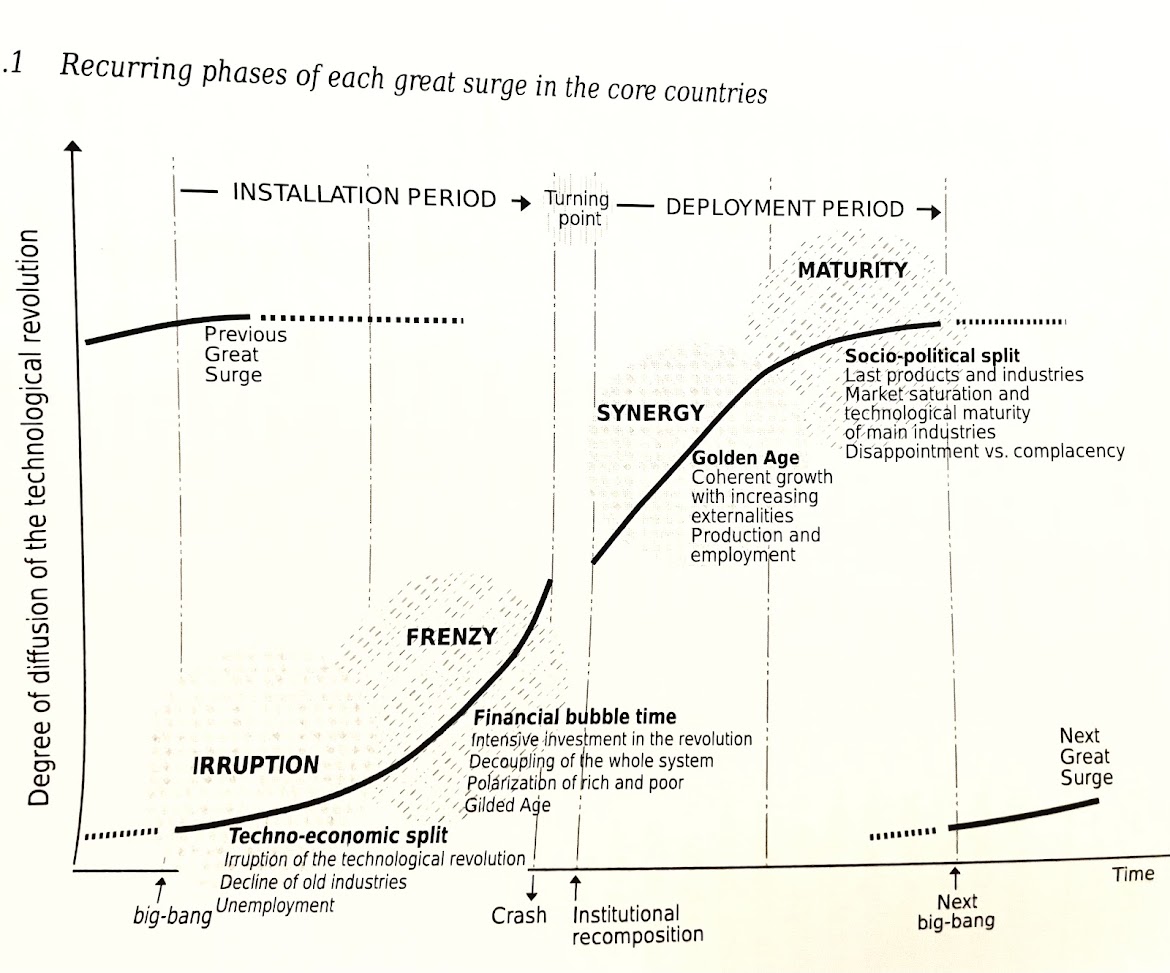 .1 Recurring phases of each great surge in the core countries
INSTALLATION PERIOD
Turning
point
DEPLOYMENT PERIOD
Degree of diffusion of the technological revolution
Previous
Great
Surge
MATURITY
Socio-political split
Last products and industries
Market saturation and
technological maturity
of main industries
Disappointment vs. complacency
SYNERGY
Golden Age
Coherent growth
with increasing
externalities
Production and
employment
FRENZY
Financial bubble time
Intensive investment in the revolution
Decoupling of the whole system
Polarization of rich and poor
Gilded Age
IRRUPTION
Techno-economic split
Irruption of the technological revolution
Decline of old industries
Unemployment
Next
Great
Surge
Time
big-bang
Crash
Institutional
recomposition
Next
big-bang